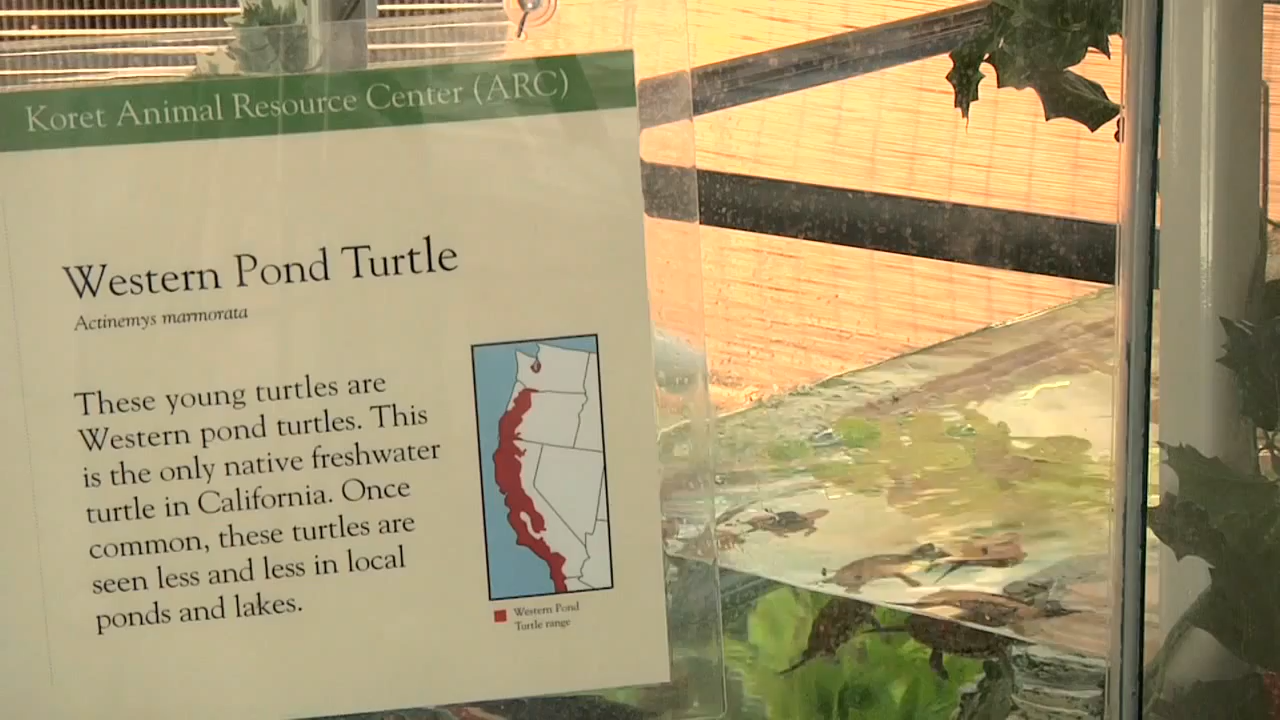 Koret Animal Resource Center (ARC)
Western Pond Turtle
Actinemys marmorata
These young turtles are
Western pond turtles. This
is the only native freshwater
turtle in California. Once
common, these turtles are
seen less and less in local
ponds and lakes.
Western Pond
Turtle range